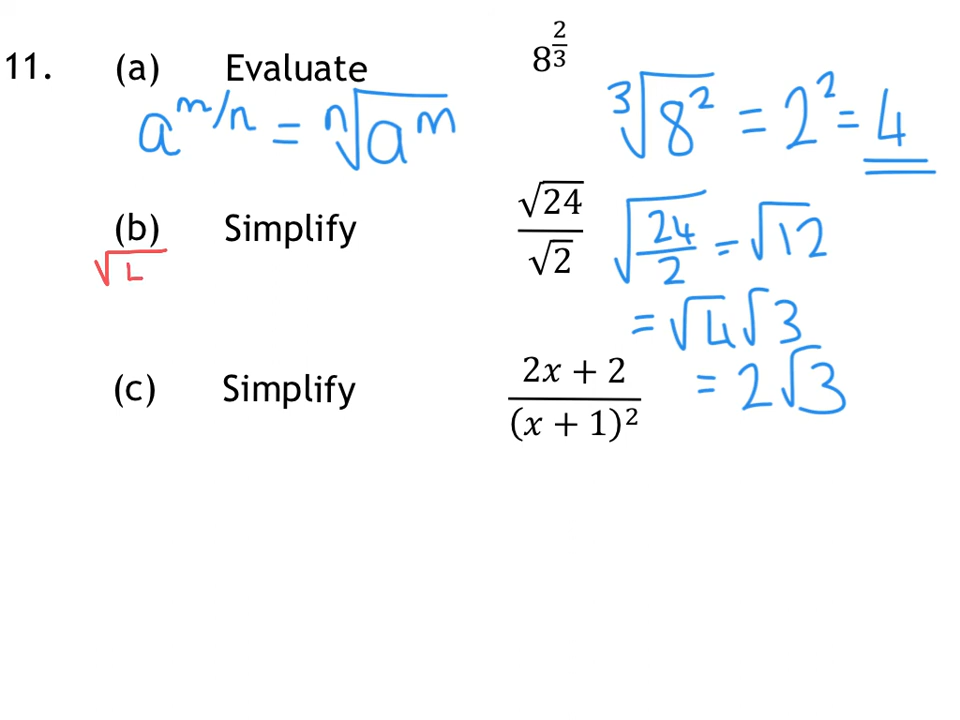 11. (a) Evaluate 8^(2/3)
a^(m/n) = ⁿ√(a^m) ³√(8²) = 2² = 4
(b) Simplify √24/√2 √(24/2) = √12
√L
= √4√3
(c) Simplify (2x + 2)/(x + 1)² = 2√3